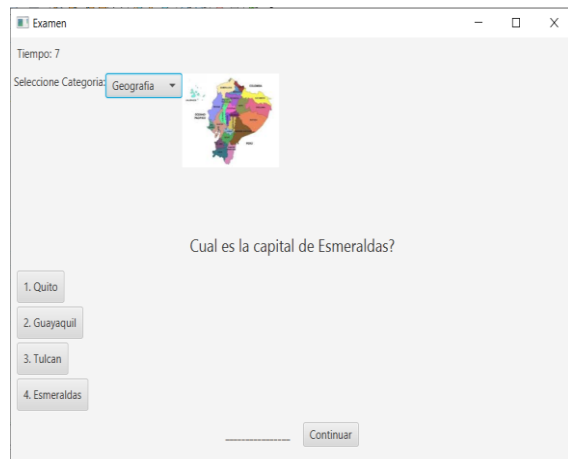 Examen
Tiempo: 7
Seleccione Categoria: Geografia
Cual es la capital de Esmeraldas?
1. Quito
2. Guayaquil
3. Tulcan
4. Esmeraldas
_______________ Continuar